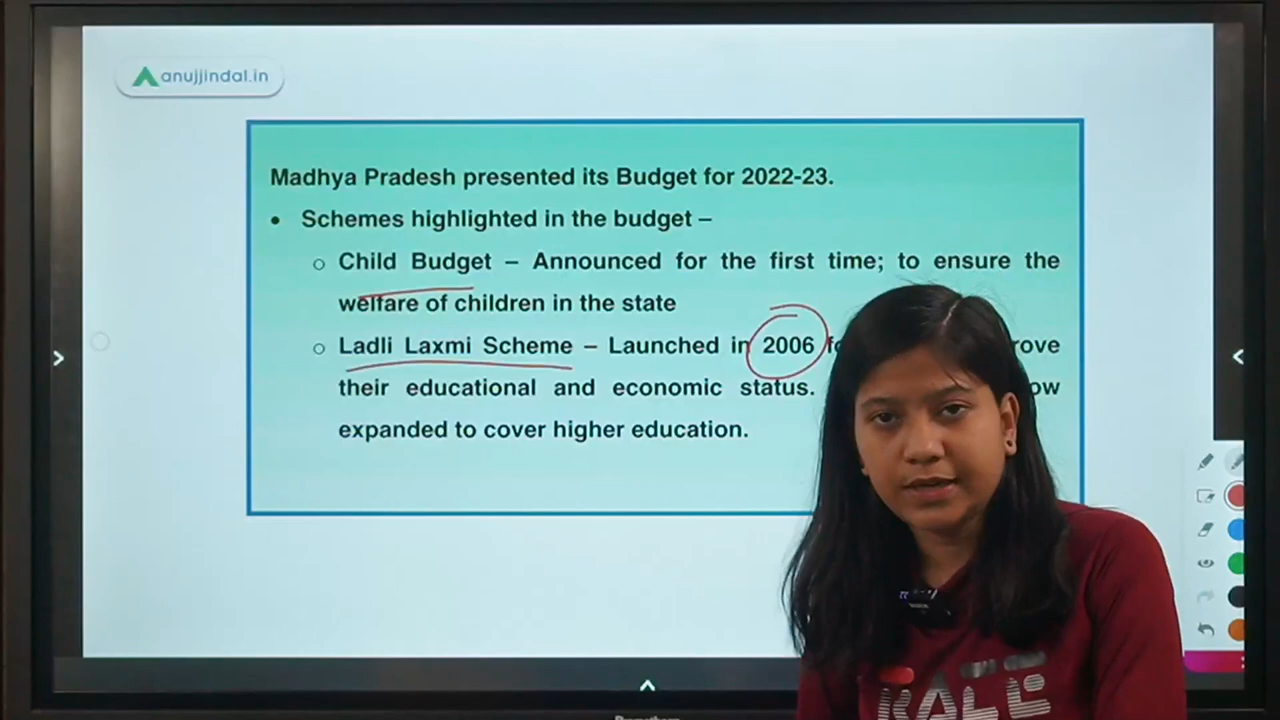 anujjindal.in
Madhya Pradesh presented its Budget for 2022-23.
• Schemes highlighted in the budget –
○ Child Budget – Announced for the first time; to ensure the
welfare of children in the state
○ Ladli Laxmi Scheme – Launched in 2006
their educational and economic status.
expanded to cover higher education.